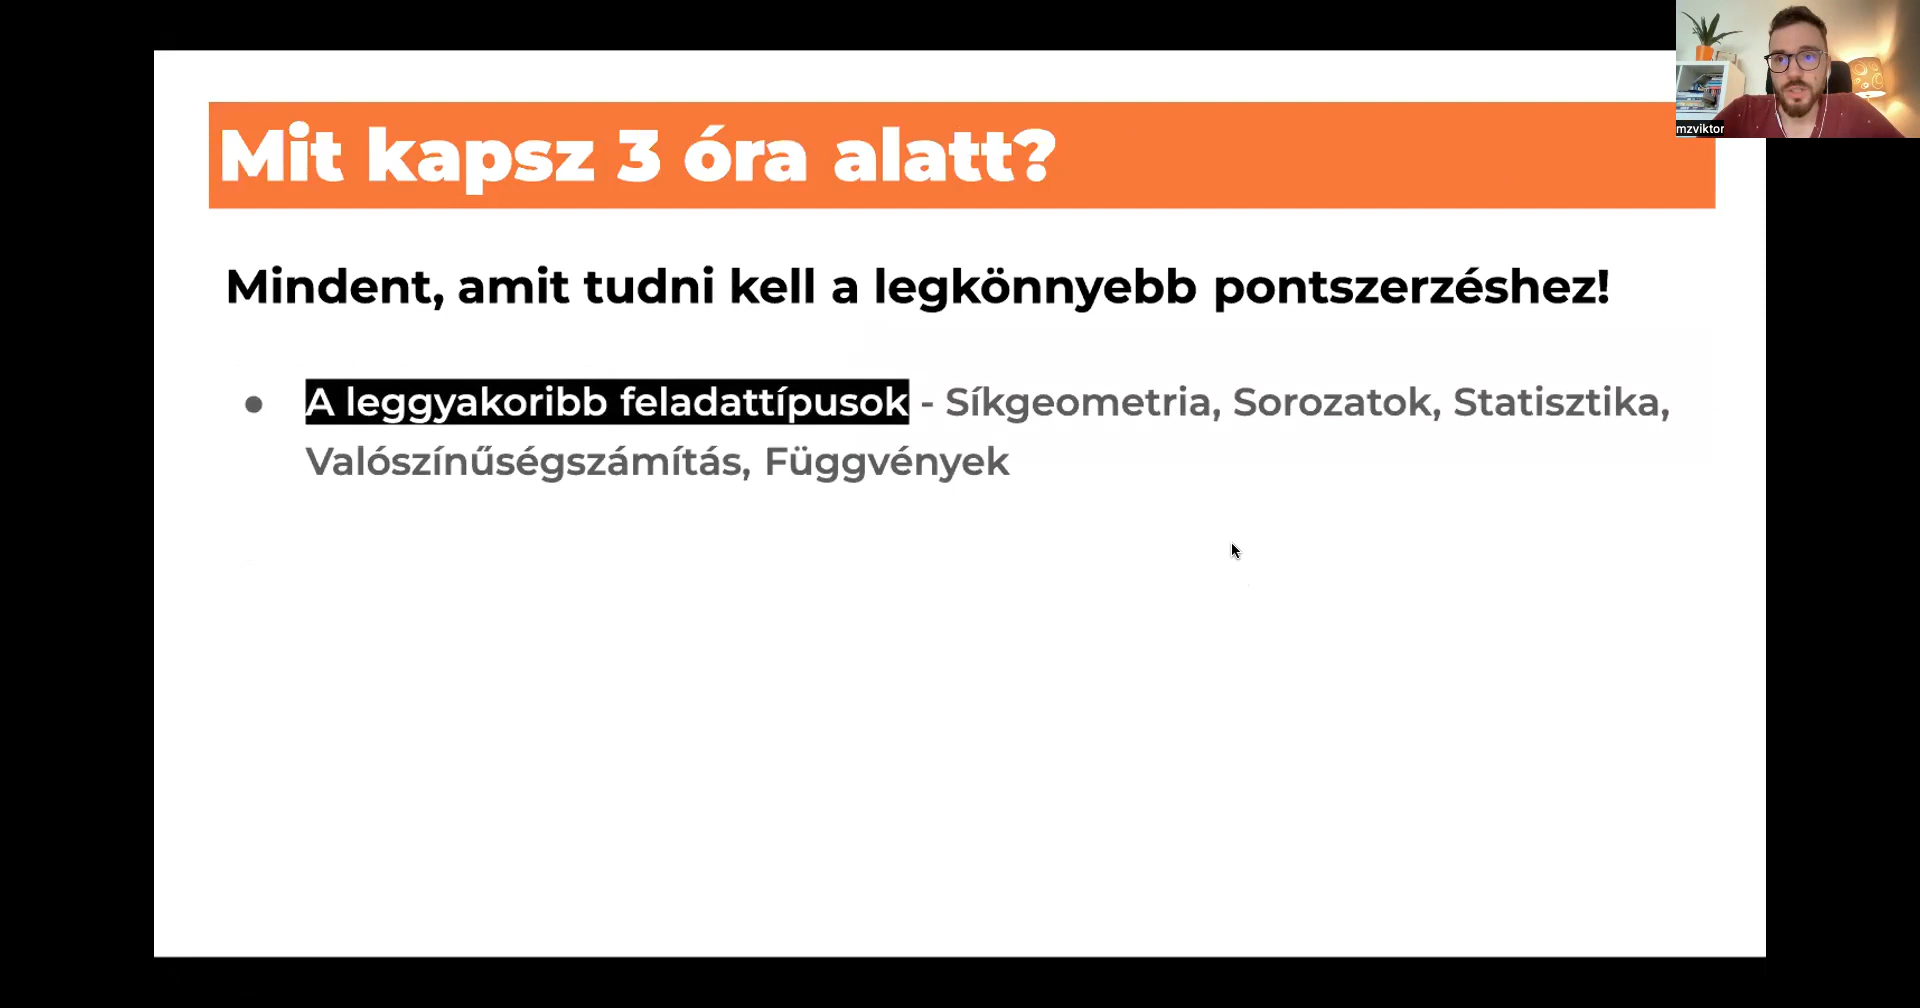 Mit kapsz 3 óra alatt?
mzviktor
Mindent, amit tudni kell a legkönnyebb pontszerzéshez!
● A leggyakoribb feladattípusok - Síkgeometria, Sorozatok, Statisztika,
Valószínűségszámítás, Függvények